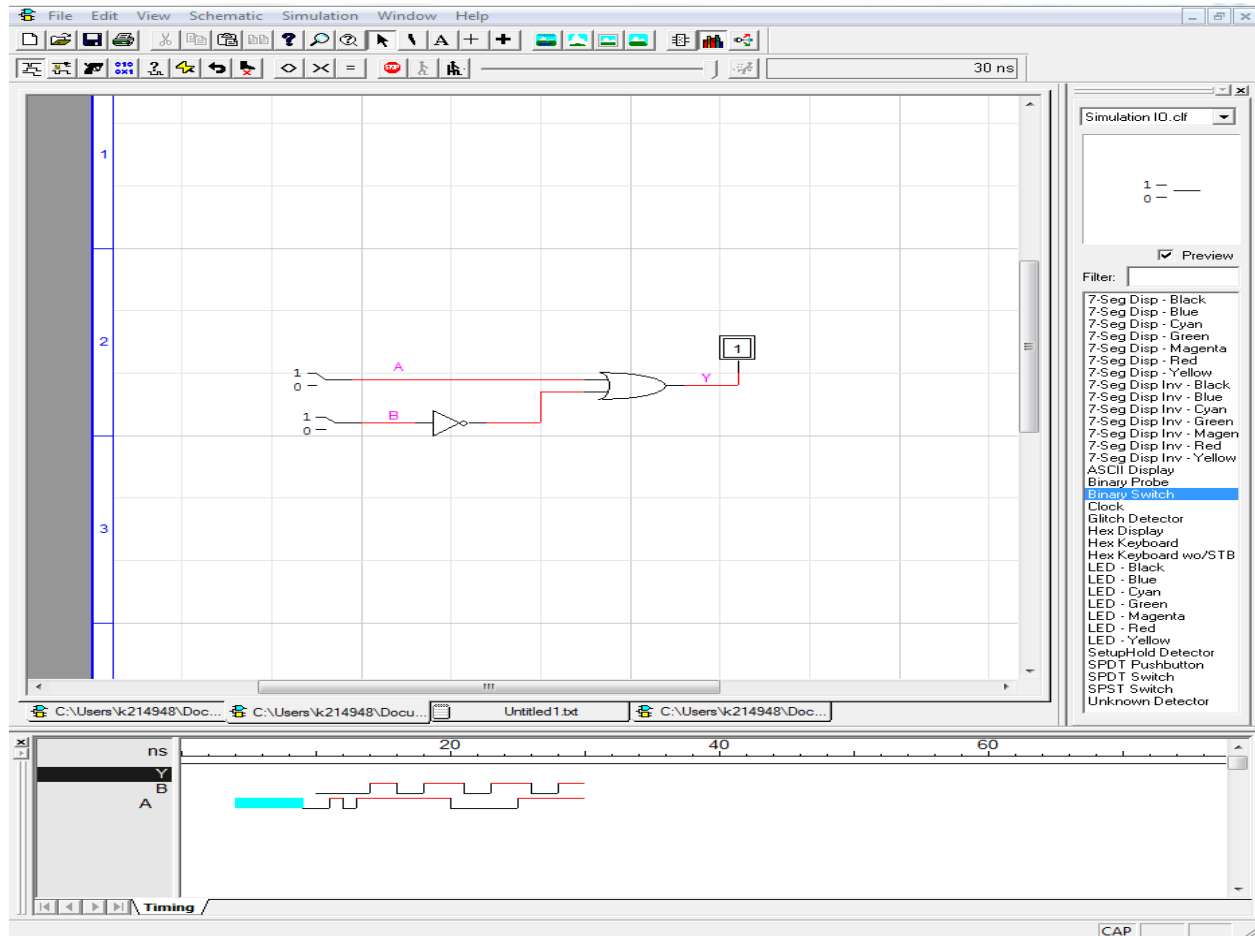 File Edit View Schematic Simulation Window Help
A
010
0X1
STOP
30 ns
1
2
3
1
0
A
1
0
B
Y
1
Simulation IO.clf
1
0
Preview
Filter:
7-Seg Disp - Black
7-Seg Disp - Blue
7-Seg Disp - Cyan
7-Seg Disp - Green
7-Seg Disp - Magenta
7-Seg Disp - Red
7-Seg Disp - Yellow
7-Seg Disp Inv - Black
7-Seg Disp Inv - Blue
7-Seg Disp Inv - Cyan
7-Seg Disp Inv - Green
7-Seg Disp Inv - Magen
7-Seg Disp Inv - Red
7-Seg Disp Inv - Yellow
ASCII Display
Binary Probe
Binary Switch
Clock
Glitch Detector
Hex Display
Hex Keyboard
Hex Keyboard wo/STB
LED - Black
LED - Blue
LED - Cyan
LED - Green
LED - Magenta
LED - Red
LED - Yellow
SetupHold Detector
SPDT Pushbutton
SPDT Switch
SPST Switch
Unknown Detector
C:\Users\k214948\Doc... C:\Users\k214948\Docu... Untitled1.txt C:\Users\k214948\Doc...
ns 20 40 60
Y
B
A
Timing
CAP